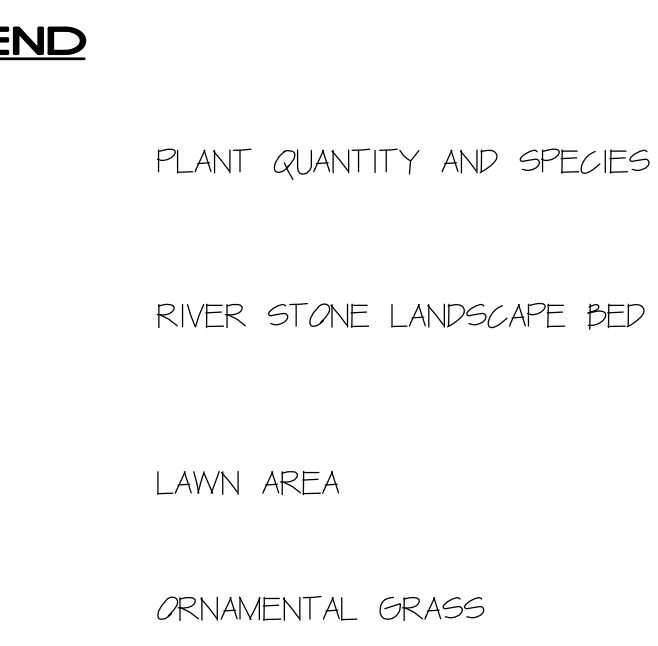 END
PLANT QUANTITY AND SPECIES
RIVER STONE LANDSCAPE BED
LAWN AREA
ORNAMENTAL GRASS